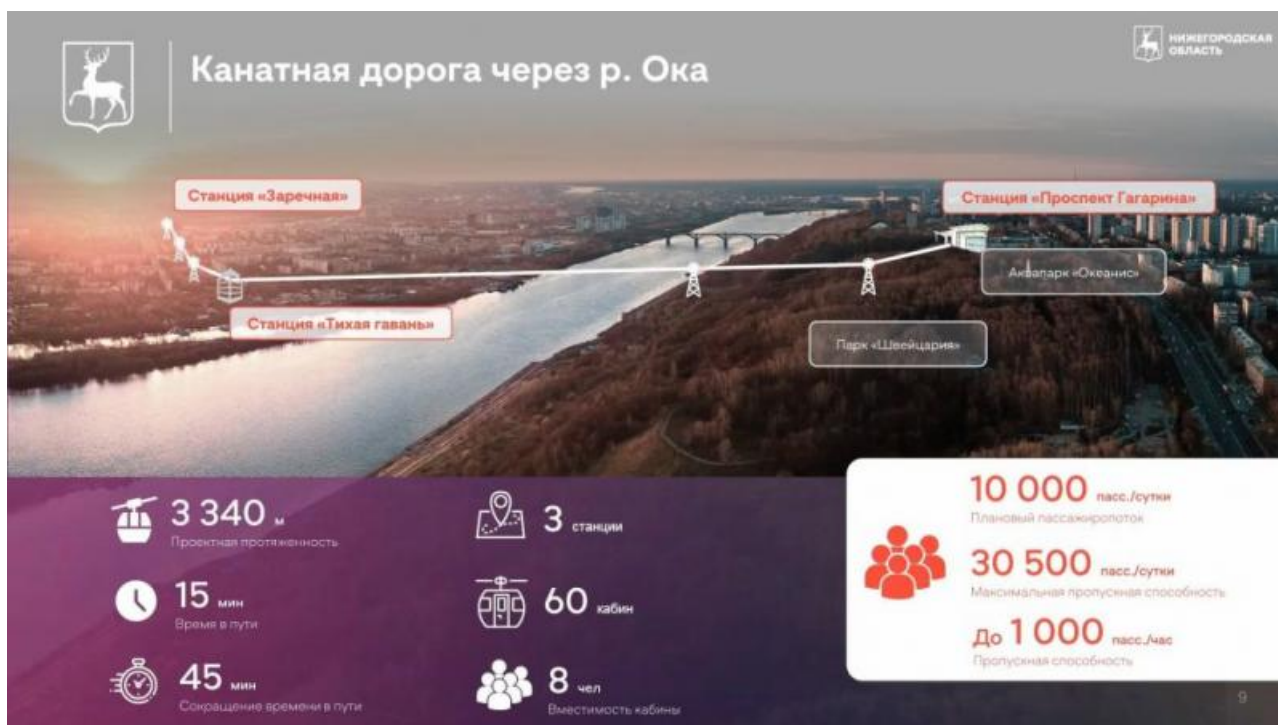 Канатная дорога через р. Ока
НИЖЕГОРОДСКАЯ
ОБЛАСТЬ
Станция «Заречная»
Станция «Проспект Гагарина»
Аквапарк «Океанис»
Станция «Тихая гавань»
Парк «Швейцария»
3 340 м
Проектная протяженность
15 мин
Время в пути
45 мин
Сокращение времени в пути
3 станции
60 кабин
8 чел
Вместимость кабины
10 000 пасс./сутки
Плановый пассажиропоток
30 500 пасс./сутки
Максимальная пропускная способность
До 1 000 пасс./час
Пропускная способность
9